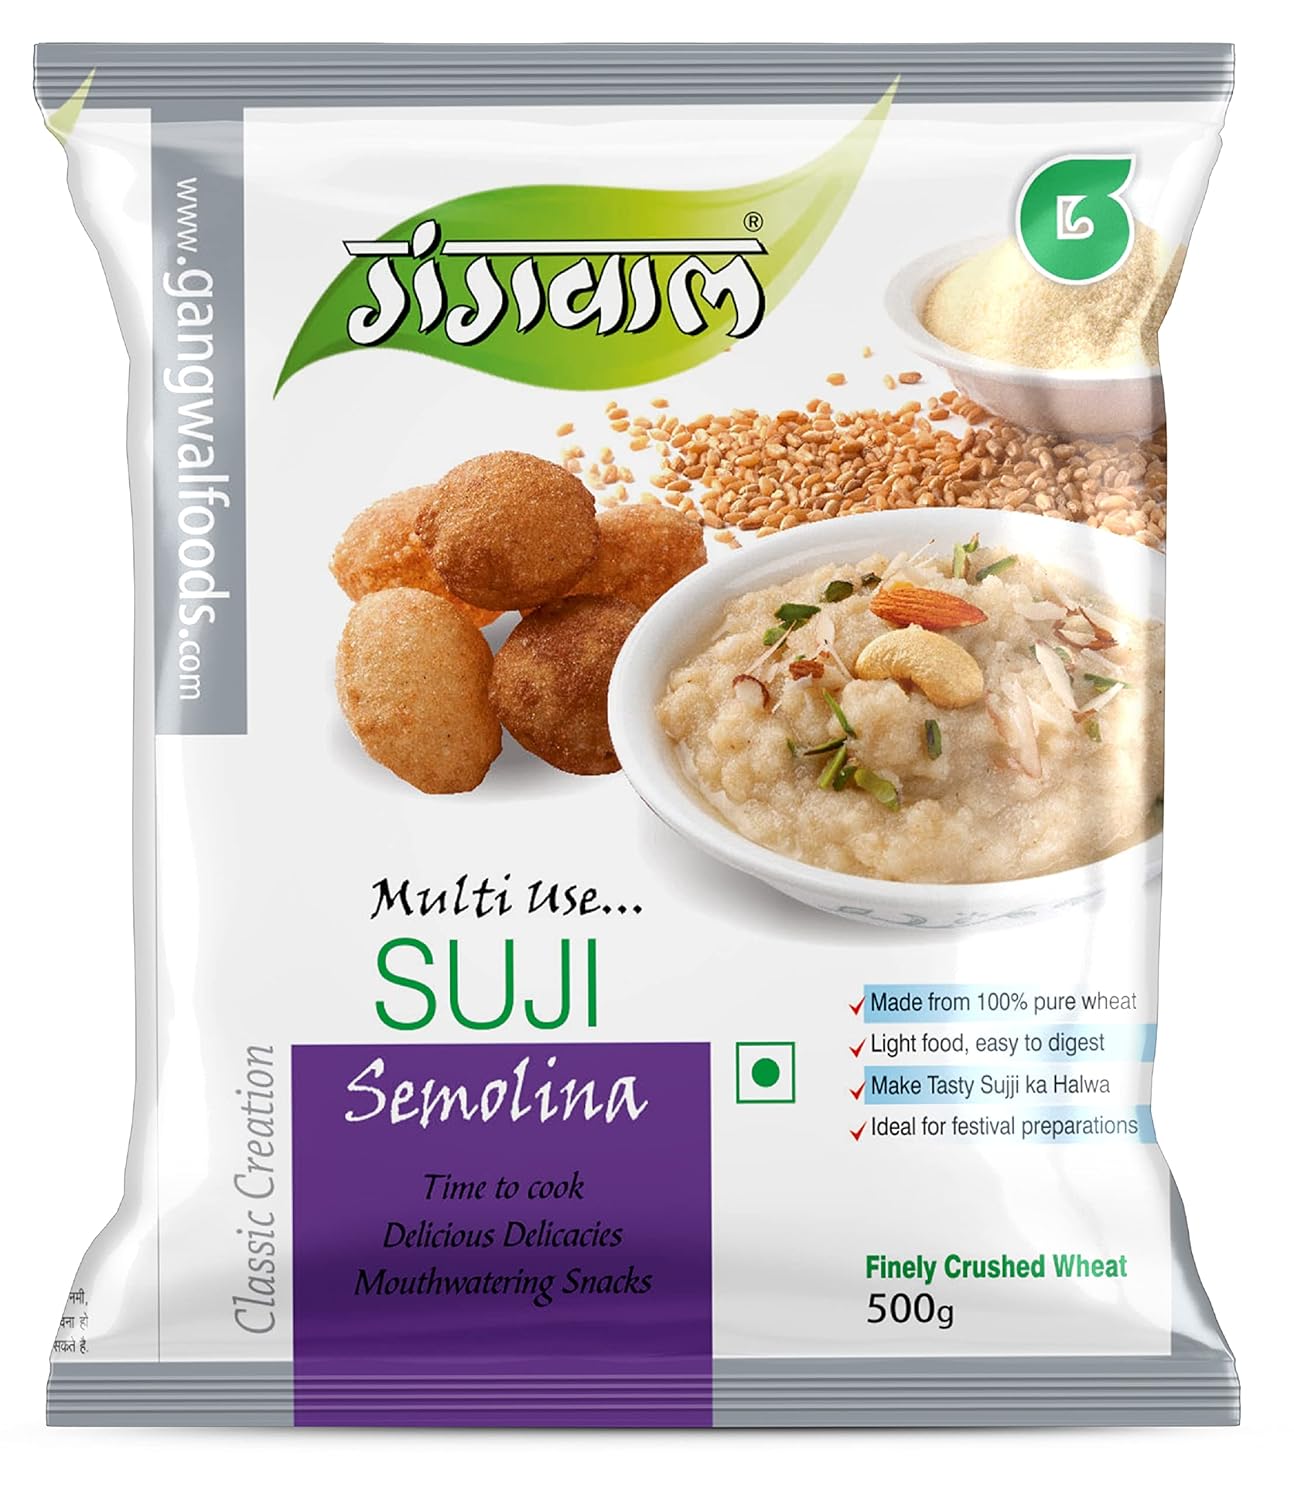 गंगवाल
®
www.gangwalfoods.com
Multi Use...
SUJI
Semolina
Time to cook
Delicious Delicacies
Mouthwatering Snacks
Classic Creation
Made from 100% pure wheat
Light food, easy to digest
Make Tasty Sujji ka Halwa
Ideal for festival preparations
Finely Crushed Wheat
500g
नमी,
हो
सकते है.